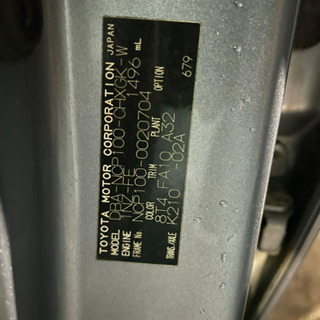 TOYOTA MOTOR CORPORATION JAPAN
MODEL DBA-NCP100-CHXGK-W
ENGINE 1NZ-FE 1496 mL
FRAME No. NCP100-0020704
COLOR TRIM PLANT OPTION
8T4 FA10 A32 679
TRANS./AXLE K210 -02A